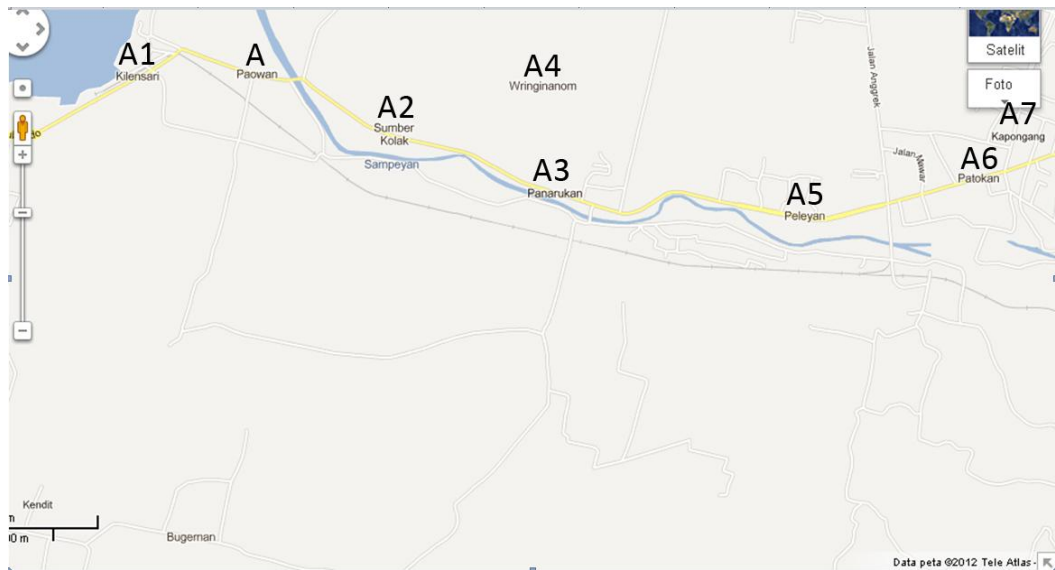 A1
Kilensari
A
Paowan
A2
Sumber
Kolak
Sampeyan
A4
Wringinanom
A3
Panarukan
A5
Peleyan
Jalan Anggrek
Jalan Mawar
A6
Patokan
A7
Kapongang
Satelit
Foto
Kendit
Bugeman
Data peta ©2012 Tele Atlas -